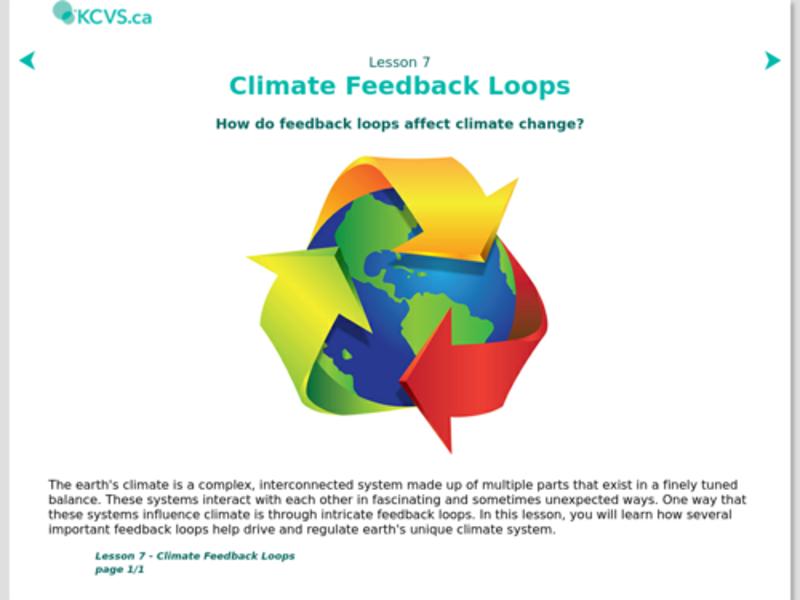 KCVS.ca
Lesson 7
Climate Feedback Loops
How do feedback loops affect climate change?
The earth's climate is a complex, interconnected system made up of multiple parts that exist in a finely tuned
balance. These systems interact with each other in fascinating and sometimes unexpected ways. One way that
these systems influence climate is through intricate feedback loops. In this lesson, you will learn how several
important feedback loops help drive and regulate earth's unique climate system.
Lesson 7 - Climate Feedback Loops
page 1/1